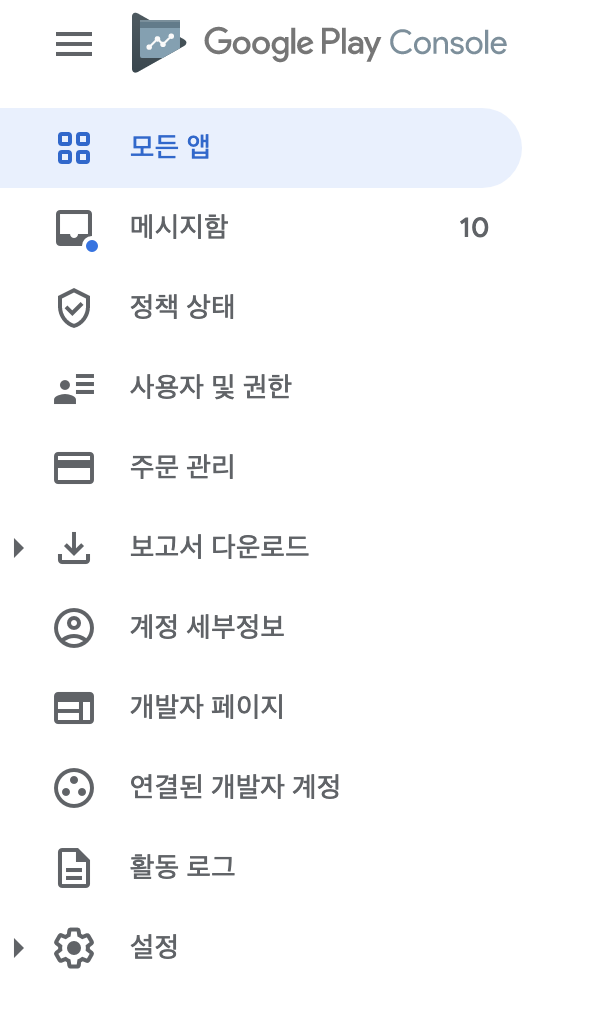 Google Play Console
모든 앱
메시지함 10
정책 상태
사용자 및 권한
주문 관리
보고서 다운로드
계정 세부정보
개발자 페이지
연결된 개발자 계정
활동 로그
설정